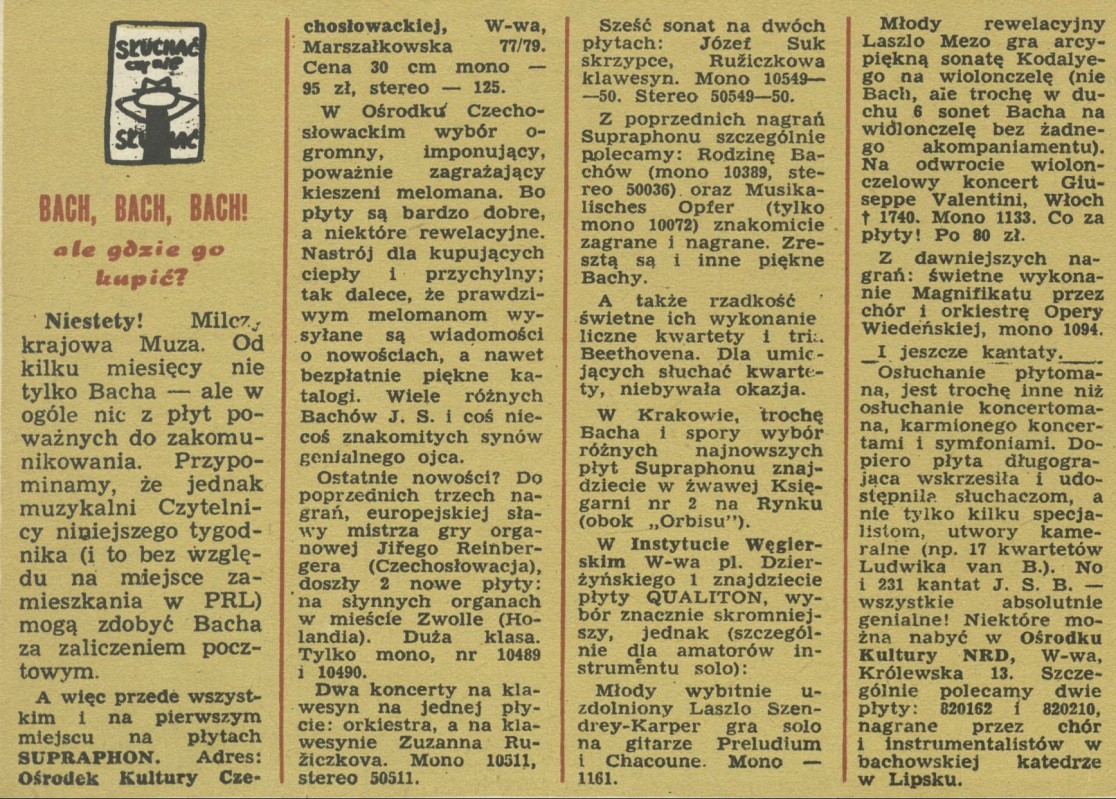 SŁUCHAĆ
czy nie
SŁUCHAĆ
BACH, BACH, BACH!
ale gdzie go
kupić?
Niestety! Milczy
krajowa Muza. Od
kilku miesięcy nie
tylko Bacha — ale w
ogóle nic z płyt po-
ważnych do zakomu-
nikowania. Przypo-
minamy, że jednak
muzykalni Czytelni-
cy niniejszego tygod-
nika (i to bez wzglę-
du na miejsce za-
mieszkania w PRL)
mogą zdobyć Bacha
za zaliczeniem pocz-
towym.
A więc przede wszyst-
kim i na pierwszym
miejscu na płytach
SUPRAPHON. Adres:
Ośrodek Kultury Cze-
chosłowackiej, W-wa,
Marszałkowska 77/79.
Cena 30 cm mono —
95 zł, stereo — 125.
W Ośrodku Czecho-
słowackim wybór o-
gromny, imponujący,
poważnie zagrażający
kieszeni melomana. Bo
płyty są bardzo dobre,
a niektóre rewelacyjne.
Nastrój dla kupujących
ciepły i przychylny;
tak dalece, że prawdzi-
wym melomanom wy-
syłane są wiadomości
o nowościach, a nawet
bezpłatnie piękne ka-
talogi. Wiele różnych
Bachów J. S. i coś nie-
coś znakomitych synów
genialnego ojca.
Ostatnie nowości? Do
poprzednich trzech na-
grań, europejskiej sła-
wy mistrza gry orga-
nowej Jiřego Reinber-
gera (Czechosłowacja),
doszły 2 nowe płyty:
na słynnych organach
w mieście Zwolle (Ho-
landia). Duża klasa.
Tylko mono, nr 10489
i 10490.
Dwa koncerty na kla-
wesyn na jednej pły-
cie: orkiestra, a na kla-
wesynie Zuzanna Ru-
žiczkova. Mono 10511,
stereo 50511.
Sześć sonat na dwóch
płytach: Józef Suk
skrzypce, Ružiczkowa
klawesyn. Mono 10549—
—50. Stereo 50549—50.
Z poprzednich nagrań
Supraphonu szczególnie
polecamy: Rodzinę Ba-
chów (mono 10389, ste-
reo 50036) oraz Musika-
lisches Opfer (tylko
mono 10072) znakomicie
zagrane i nagrane. Zre-
sztą są i inne piękne
Bachy.
A także rzadkość
świetne ich wykonanie
liczne kwartety i tria
Beethovena. Dla umie-
jących słuchać kwarte-
ty, niebywała okazja.
W Krakowie, trochę
Bacha i spory wybór
różnych najnowszych
płyt Supraphonu znaj-
dziecie w żwawej Księ-
garni nr 2 na Rynku
(obok „Orbisu”).
W Instytucie Węgier-
skim W-wa pl. Dzier-
żyńskiego 1 znajdziecie
płyty QUALITON, wy-
bór znacznie skromniej-
szy, jednak (szczegól-
nie dla amatorów in-
strumentu solo):
Młody wybitnie u-
zdolniony Laszlo Szen-
drey-Karper gra solo
na gitarze Preludium
i Chacoune. Mono —
1161.
Młody rewelacyjny
Laszlo Mezo gra arcy-
piękną sonatę Kodalye-
go na wiolonczelę (nie
Bach, ale trochę w du-
chu 6 sonet Bacha na
widlonczelę bez żadne-
go akompaniamentu).
Na odwrocie wiolon-
czelowy koncert Giu-
seppe Valentini, Włoch
† 1740. Mono 1133. Co za
płyty! Po 80 zł.
Z dawniejszych na-
grań: świetne wykona-
nie Magnifikatu przez
chór i orkiestrę Opery
Wiedeńskiej, mono 1094.
I jeszcze kantaty.
Osłuchanie płytoma-
na, jest trochę inne niż
osłuchanie koncertoma-
na, karmionego koncer-
tami i symfoniami. Do-
piero płyta długogra-
jąca wskrzesiła i udo-
stępniła słuchaczom, a
nie tylko kilku specja-
listom, utwory kame-
ralne (np. 17 kwartetów
Ludwika van B.). No
i 231 kantat J. S. B. —
wszystkie absolutnie
genialne! Niektóre mo-
żna nabyć w Ośrodku
Kultury NRD, W-wa,
Królewska 13. Szcze-
gólnie polecamy dwie
płyty: 820162 i 820210,
nagrane przez chór
i instrumentalistów w
bachowskiej katedrze
w Lipsku.